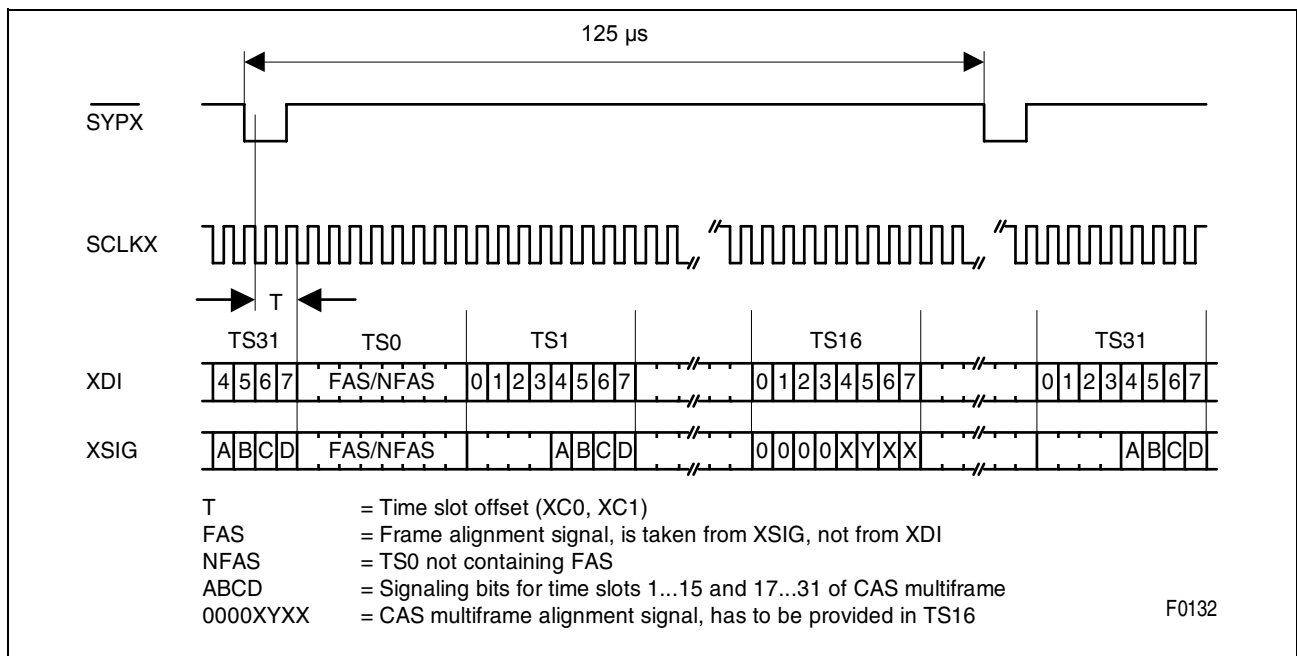 125 µs
SYPX
SCLKX
T
TS31 TS0 TS1 TS16 TS31
XDI 4 5 6 7 FAS/NFAS 0 1 2 3 4 5 6 7 0 1 2 3 4 5 6 7 0 1 2 3 4 5 6 7
XSIG A B C D FAS/NFAS A B C D 0 0 0 0 X Y X X A B C D
T = Time slot offset (XC0, XC1)
FAS = Frame alignment signal, is taken from XSIG, not from XDI
NFAS = TS0 not containing FAS
ABCD = Signaling bits for time slots 1...15 and 17...31 of CAS multiframe
0000XYXX = CAS multiframe alignment signal, has to be provided in TS16
F0132